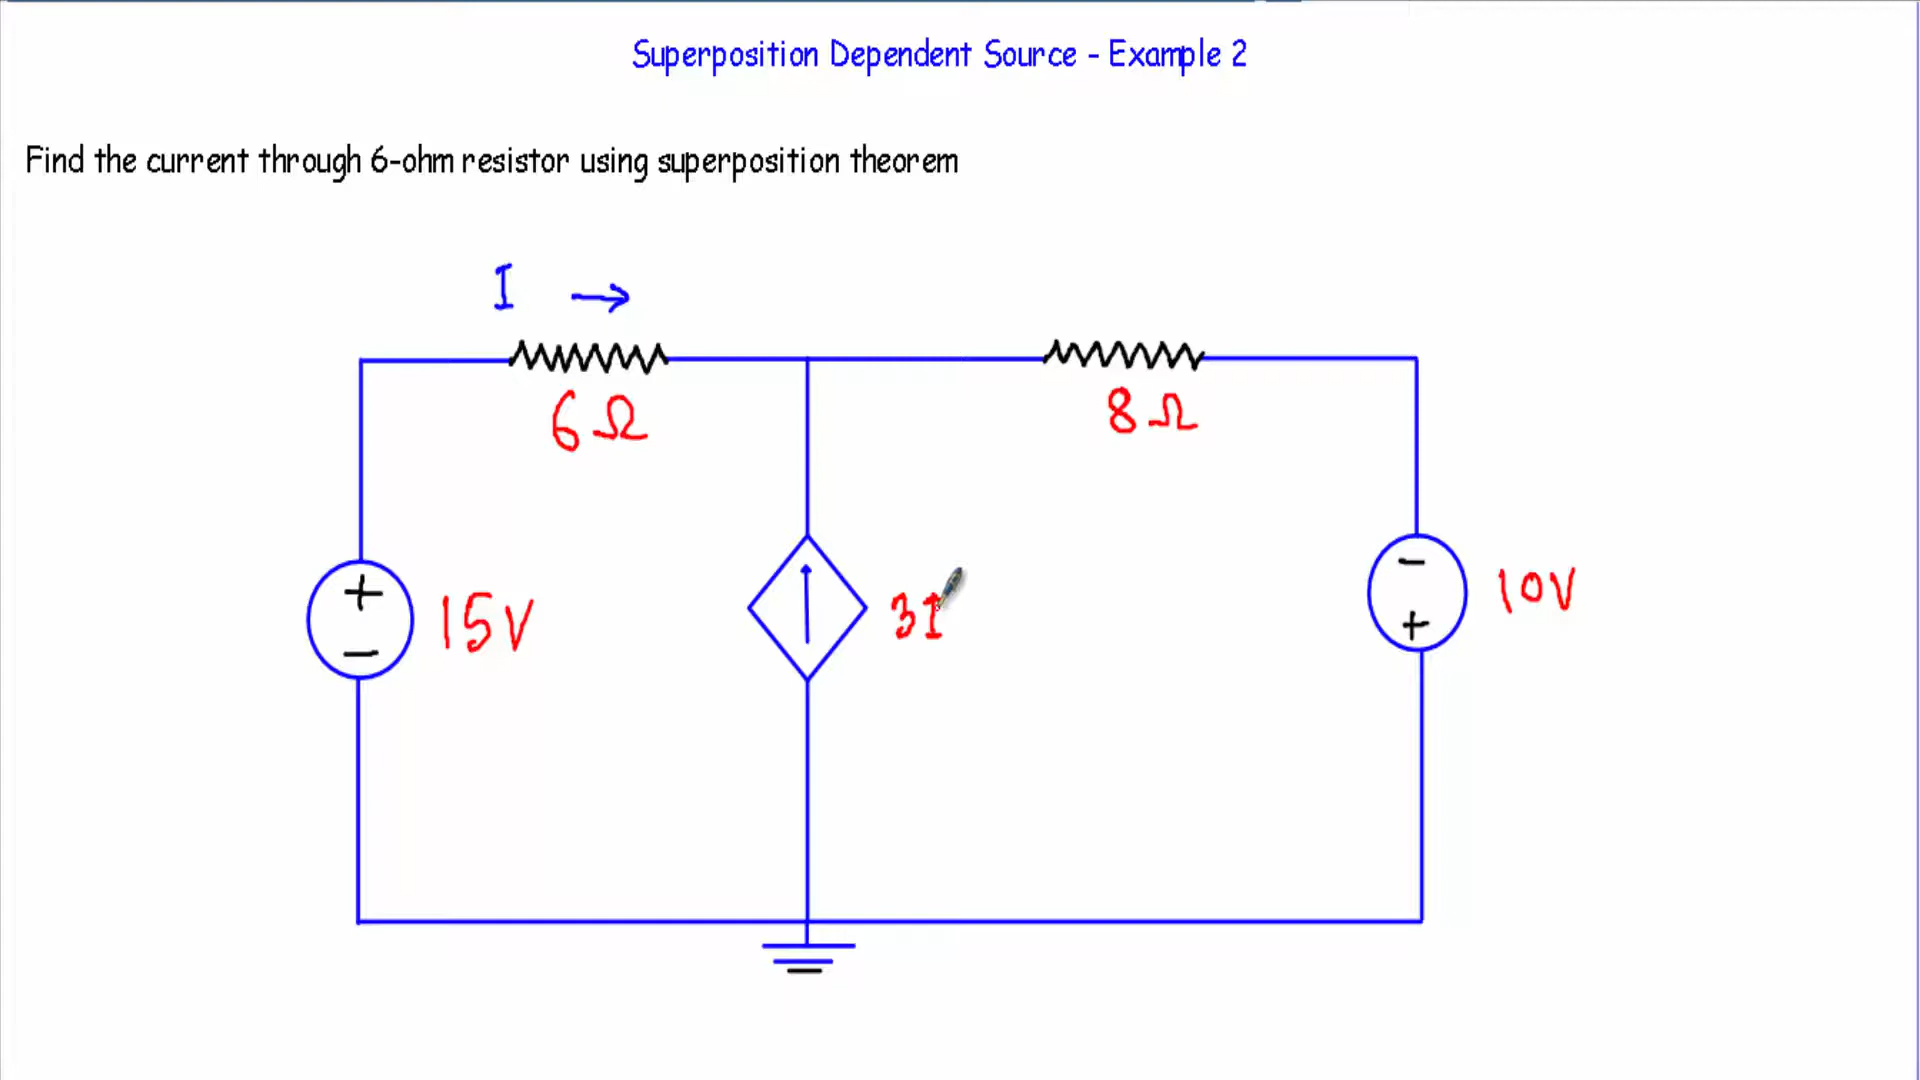 Superposition Dependent Source - Example 2
Find the current through 6-ohm resistor using superposition theorem
I →
6Ω
8Ω
+
-
15V
3I
-
+
10V